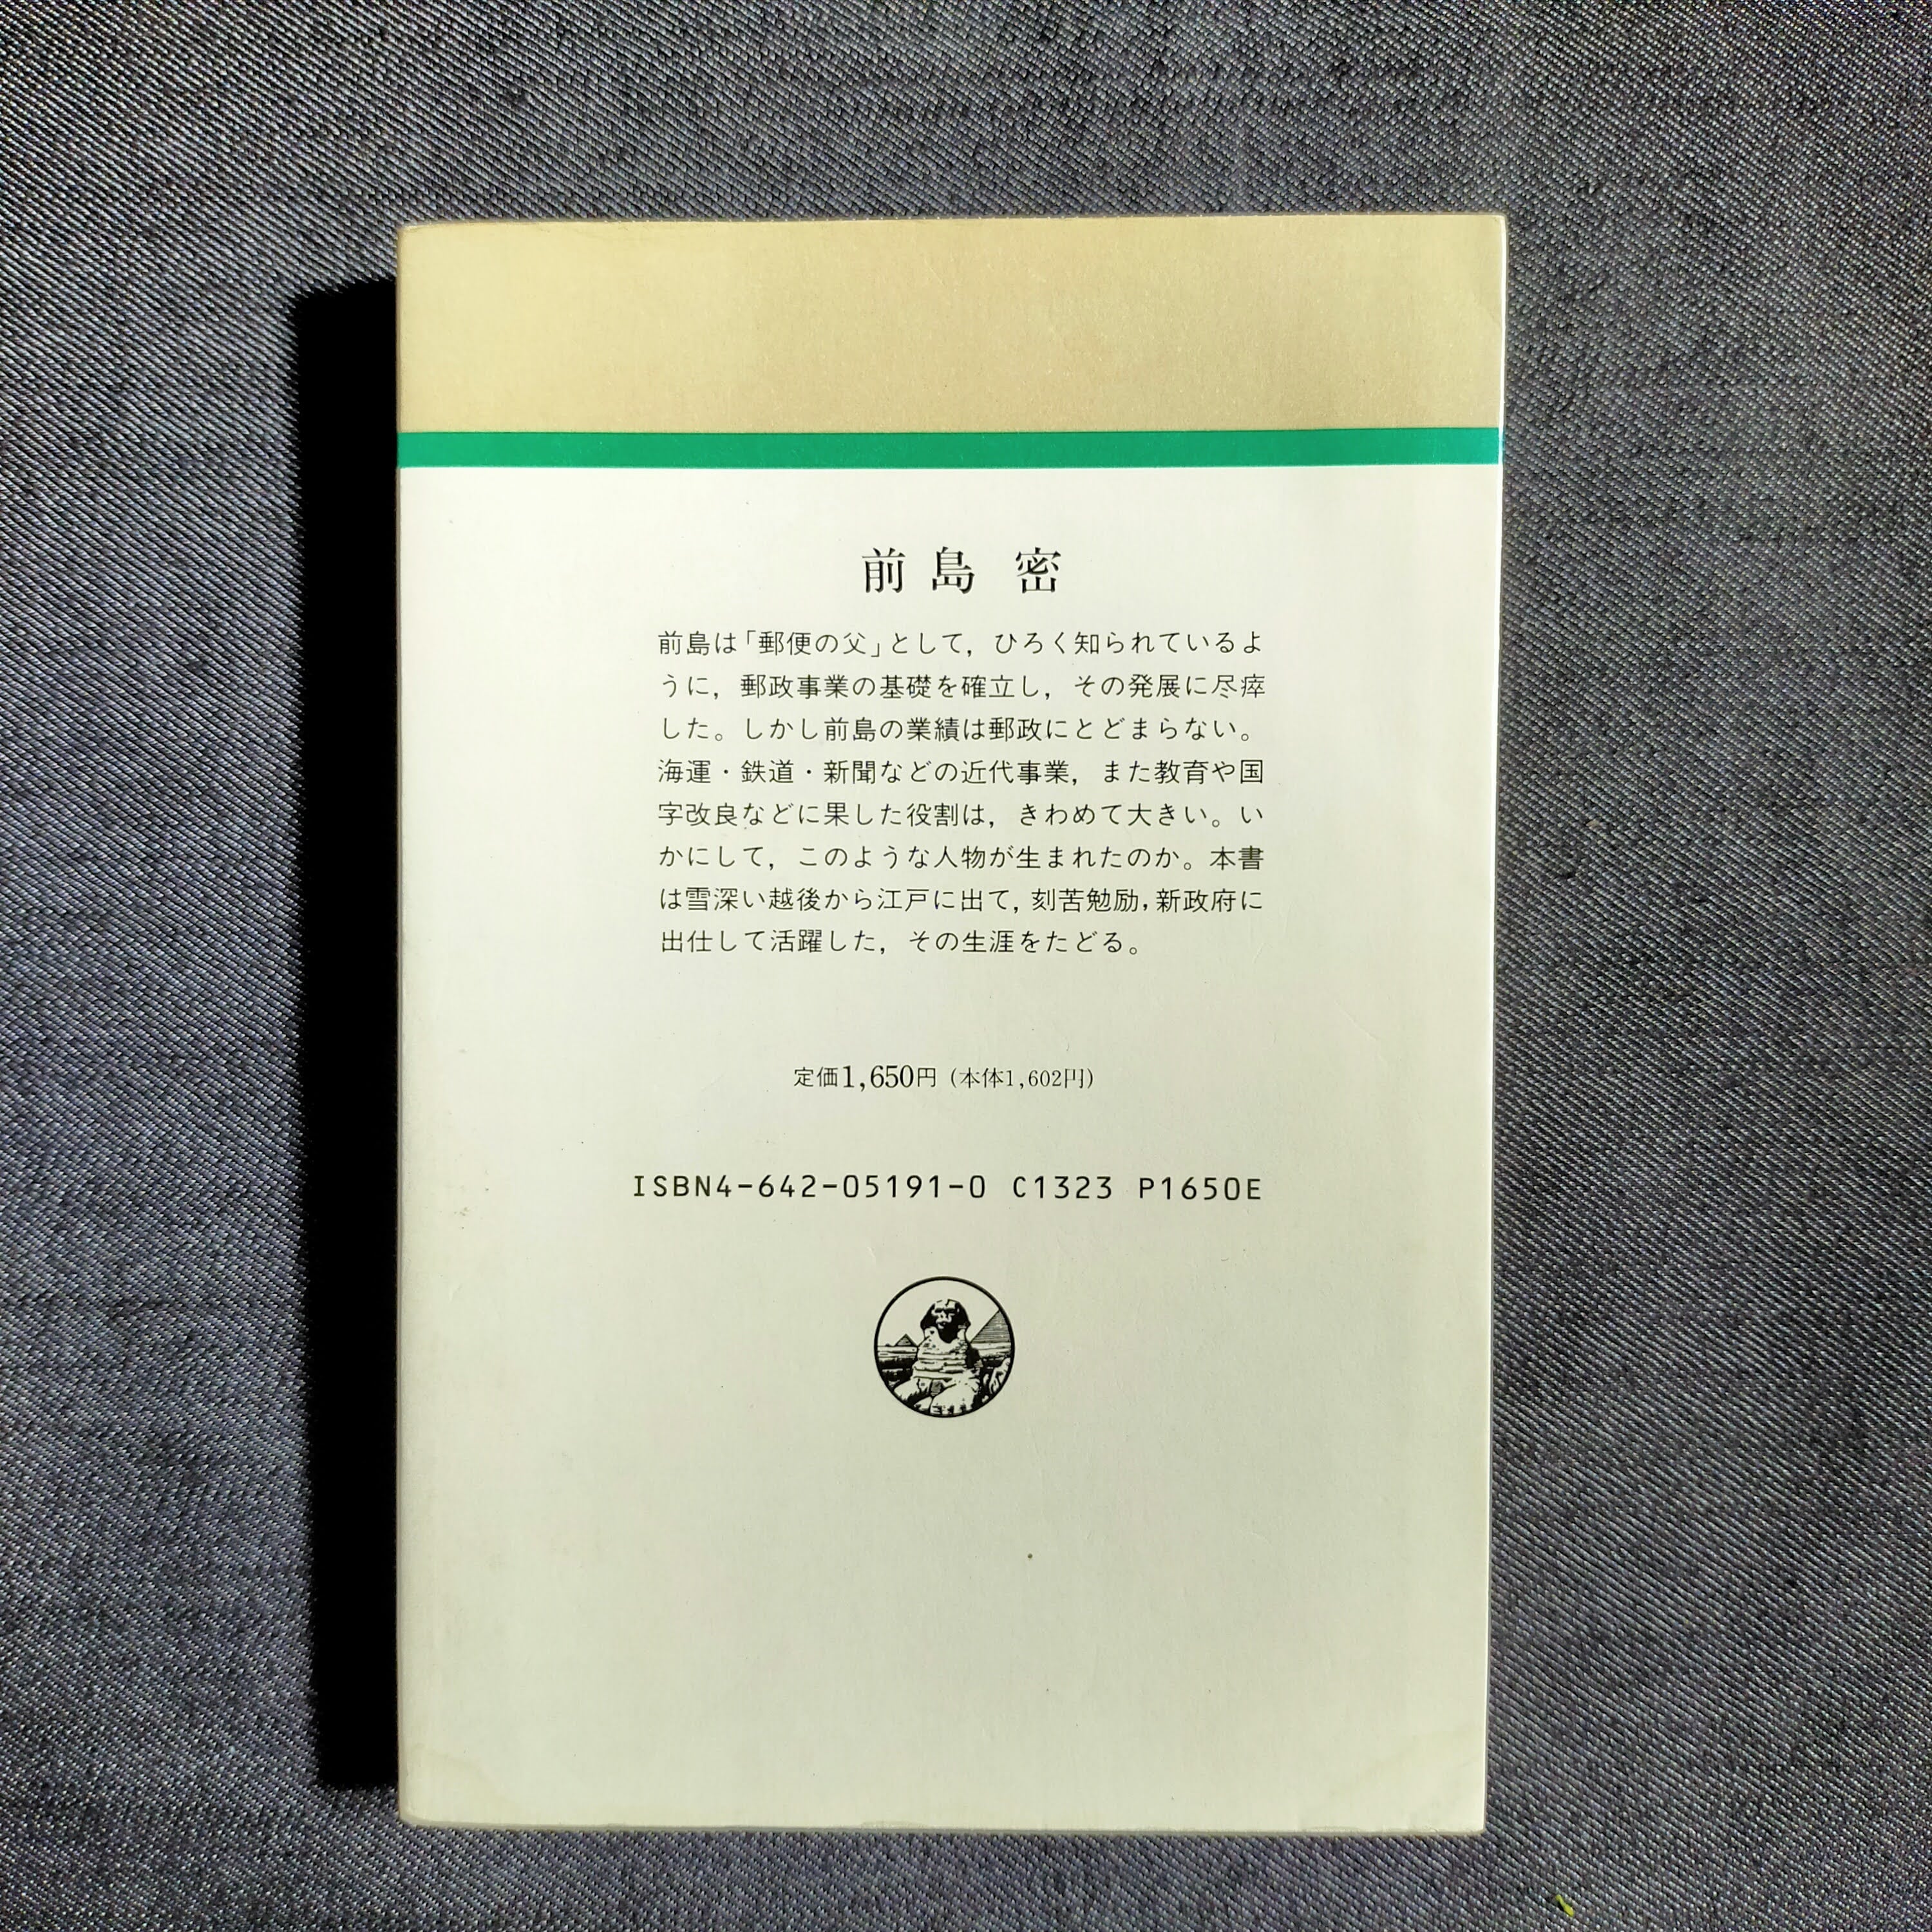 前島 密
前島は「郵便の父」として，ひろく知られているよ
うに，郵政事業の基礎を確立し，その発展に尽瘁
した。しかし前島の業績は郵政にとどまらない。
海運・鉄道・新聞などの近代事業，また教育や国
字改良などに果した役割は，きわめて大きい。い
かにして，このような人物が生まれたのか。本書
は雪深い越後から江戸に出て，刻苦勉励，新政府に
出仕して活躍した，その生涯をたどる。
定価1,650円 (本体1,602円)
ISBN4-642-05191-0 C1323 P1650E